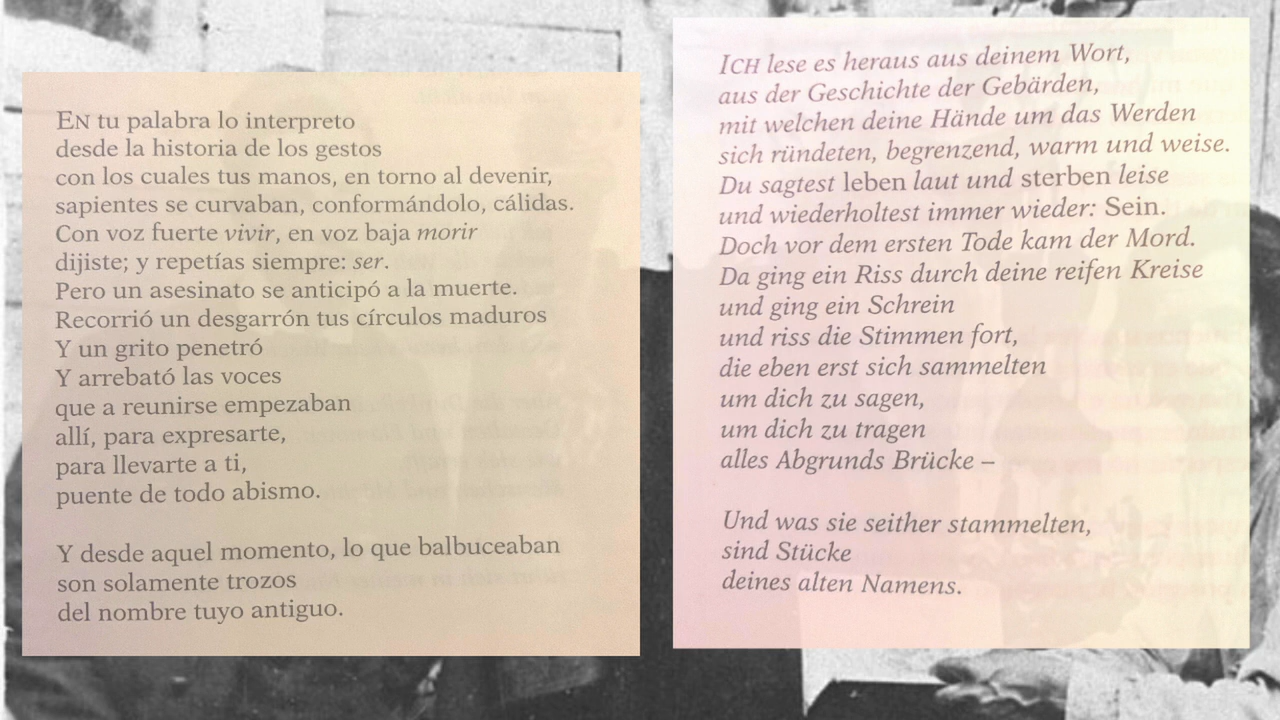 EN tu palabra lo interpreto
desde la historia de los gestos
con los cuales tus manos, en torno al devenir,
sapientes se curvaban, conformándolo, cálidas.
Con voz fuerte vivir, en voz baja morir
dijiste; y repetías siempre: ser.
Pero un asesinato se anticipó a la muerte.
Recorrió un desgarrón tus círculos maduros
Y un grito penetró
Y arrebató las voces
que a reunirse empezaban
allí, para expresarte,
para llevarte a ti,
puente de todo abismo.

Y desde aquel momento, lo que balbuceaban
son solamente trozos
del nombre tuyo antiguo.

ICH lese es heraus aus deinem Wort,
aus der Geschichte der Gebärden,
mit welchen deine Hände um das Werden
sich ründeten, begrenzend, warm und weise.
Du sagtest leben laut und sterben leise
und wiederholtest immer wieder: Sein.
Doch vor dem ersten Tode kam der Mord.
Da ging ein Riss durch deine reifen Kreise
und ging ein Schrein
und riss die Stimmen fort,
die eben erst sich sammelten
um dich zu sagen,
um dich zu tragen
alles Abgrunds Brücke –

Und was sie seither stammelten,
sind Stücke
deines alten Namens.